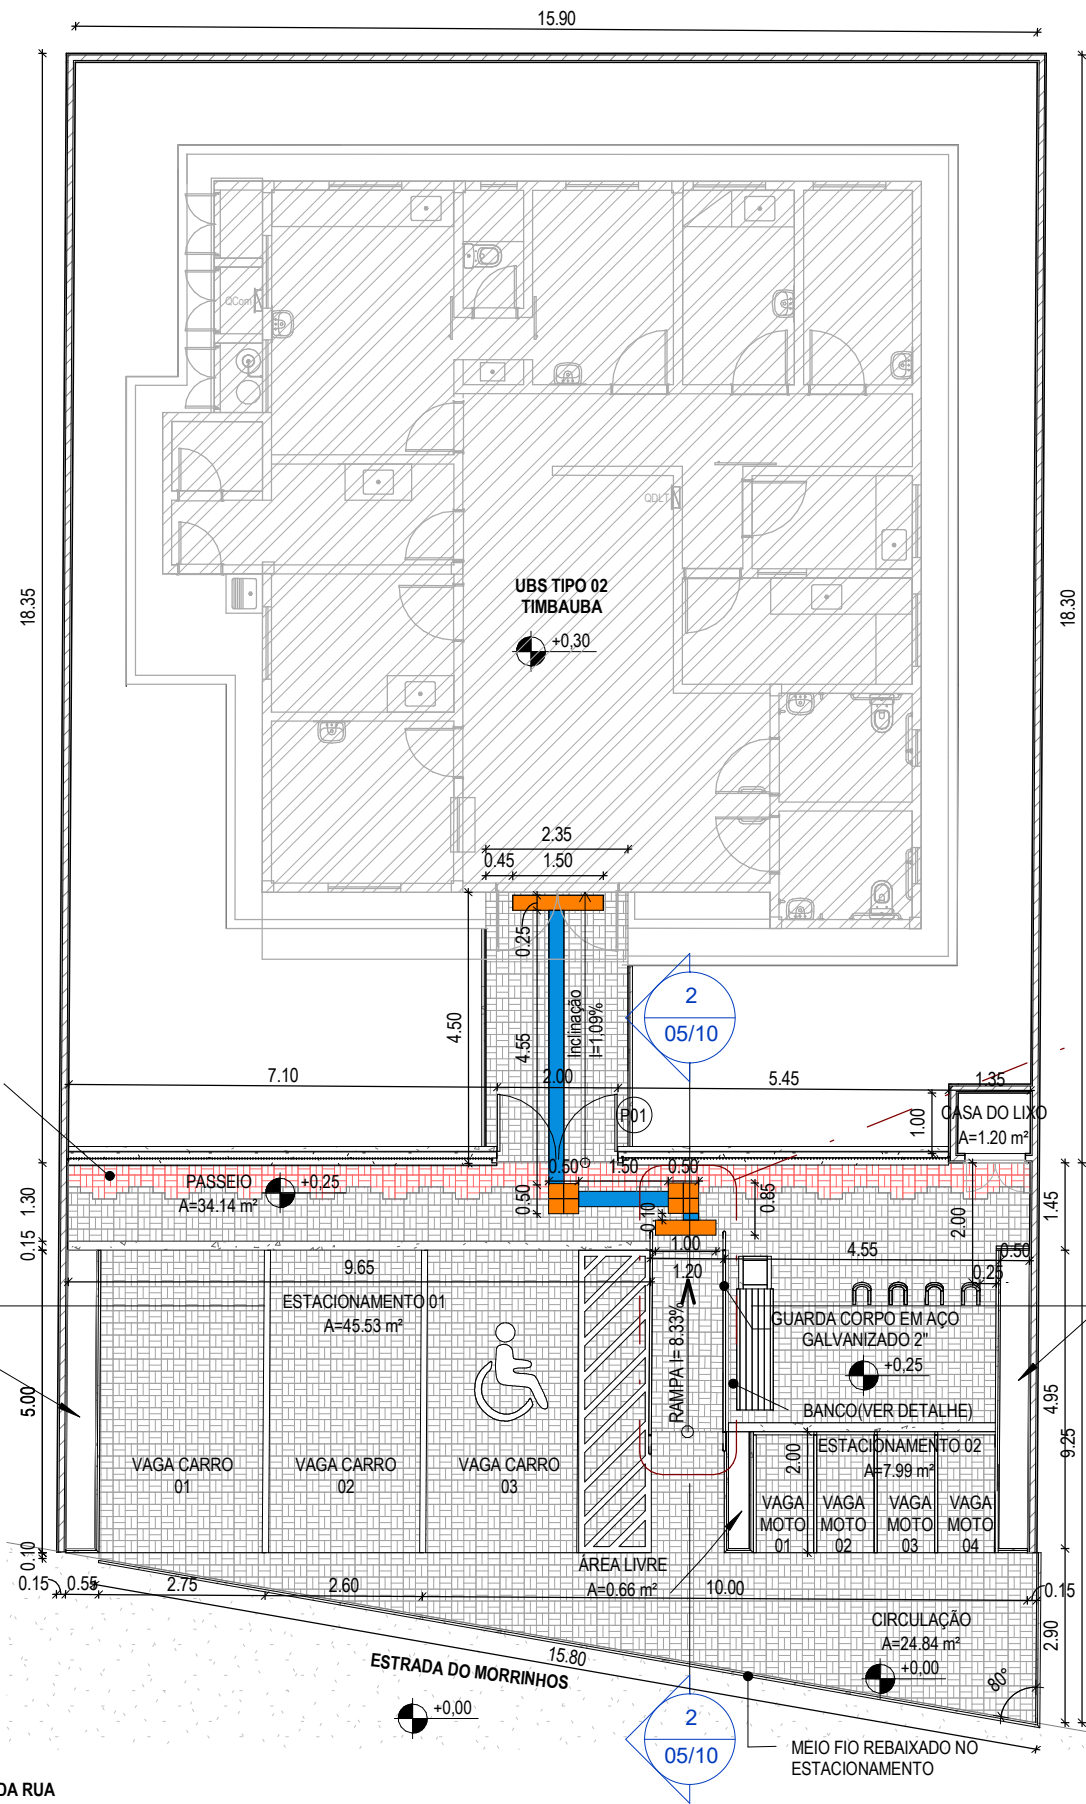 15.90
18.35
18.30
QCom
QDLT
UBS TIPO 02
TIMBAUBA
+0,30
2.35
0.45
1.50
0.25
4.50
4.55
Inclinação
I=1,09%
2
05/10
7.10
2.00
5.45
1.35
1.00
P01
CASA DO LIXO
A=1.20 m²
PASSEIO
A=34.14 m²
+0,25
0.50
1.50
0.50
0.50
0.10
0.85
1.30
0.15
1.45
2.00
1.00
1.20
4.55
0.50
0.25
9.65
ESTACIONAMENTO 01
A=45.53 m²
GUARDA CORPO EM AÇO
GALVANIZADO 2"
+0,25
RAMPA I= 8.33%
BANCO(VER DETALHE)
5.00
4.95
9.25
ESTACIONAMENTO 02
A=7.99 m²
2.00
VAGA CARRO
01
VAGA CARRO
02
VAGA CARRO
03
VAGA
MOTO
01
VAGA
MOTO
02
VAGA
MOTO
03
VAGA
MOTO
04
0.10
ÁREA LIVRE
A=0.66 m²
0.15
0.55
2.75
2.60
10.00
0.15
CIRCULAÇÃO
A=24.84 m²
+0,00
2.90
80°
15.80
ESTRADA DO MORRINHOS
+0,00
2
05/10
MEIO FIO REBAIXADO NO
ESTACIONAMENTO
DA RUA